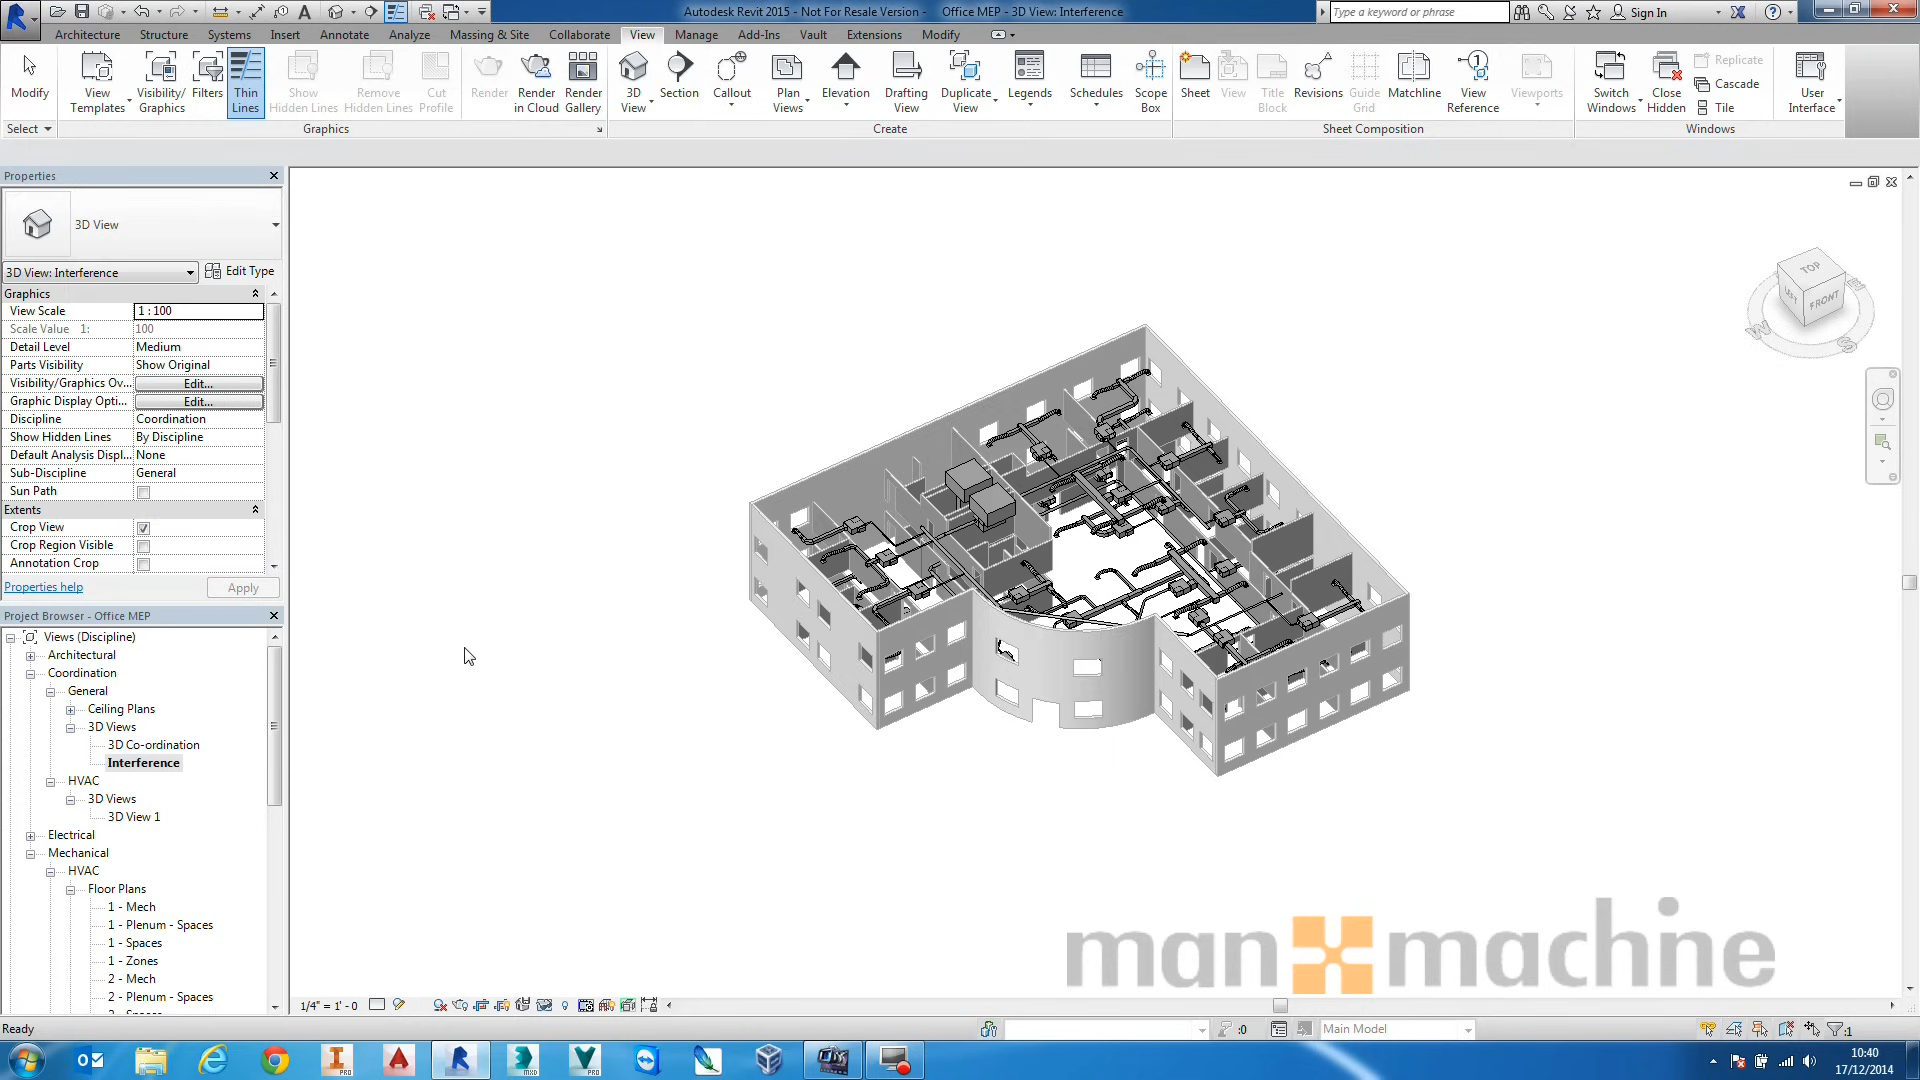 Autodesk Revit 2015 - Not For Resale Version - Office MEP - 3D View: Interference
Type a keyword or phrase
Sign In
Architecture Structure Systems Insert Annotate Analyze Massing & Site Collaborate View Manage Add-Ins Vault Extensions Modify
Modify
View Templates
Visibility/ Graphics
Filters
Thin Lines
Show Hidden Lines
Remove Hidden Lines
Cut Profile
Render
Render in Cloud
Render Gallery
3D View
Section
Callout
Plan Views
Elevation
Drafting View
Duplicate View
Legends
Schedules
Scope Box
Sheet
View
Title Block
Revisions
Guide Grid
Matchline
View Reference
Viewports
Switch Windows
Close Hidden
Replicate
Cascade
Tile
User Interface
Select Graphics Create Sheet Composition Windows
Properties
3D View
3D View: Interference Edit Type
Graphics
View Scale 1 : 100
Scale Value 1: 100
Detail Level Medium
Parts Visibility Show Original
Visibility/Graphics Ov... Edit...
Graphic Display Opti... Edit...
Discipline Coordination
Show Hidden Lines By Discipline
Default Analysis Displ... None
Sub-Discipline General
Sun Path
Extents
Crop View
Crop Region Visible
Annotation Crop
Properties help Apply
Project Browser - Office MEP
Views (Discipline)
Architectural
Coordination
General
Ceiling Plans
3D Views
3D Co-ordination
Interference
HVAC
3D Views
3D View 1
Electrical
Mechanical
HVAC
Floor Plans
1 - Mech
1 - Plenum - Spaces
1 - Spaces
1 - Zones
2 - Mech
2 - Plenum - Spaces
TOP
LEFT
FRONT
W
S
man machine
1/4" = 1'-0
Ready
:0
Main Model
:1
10:40
17/12/2014